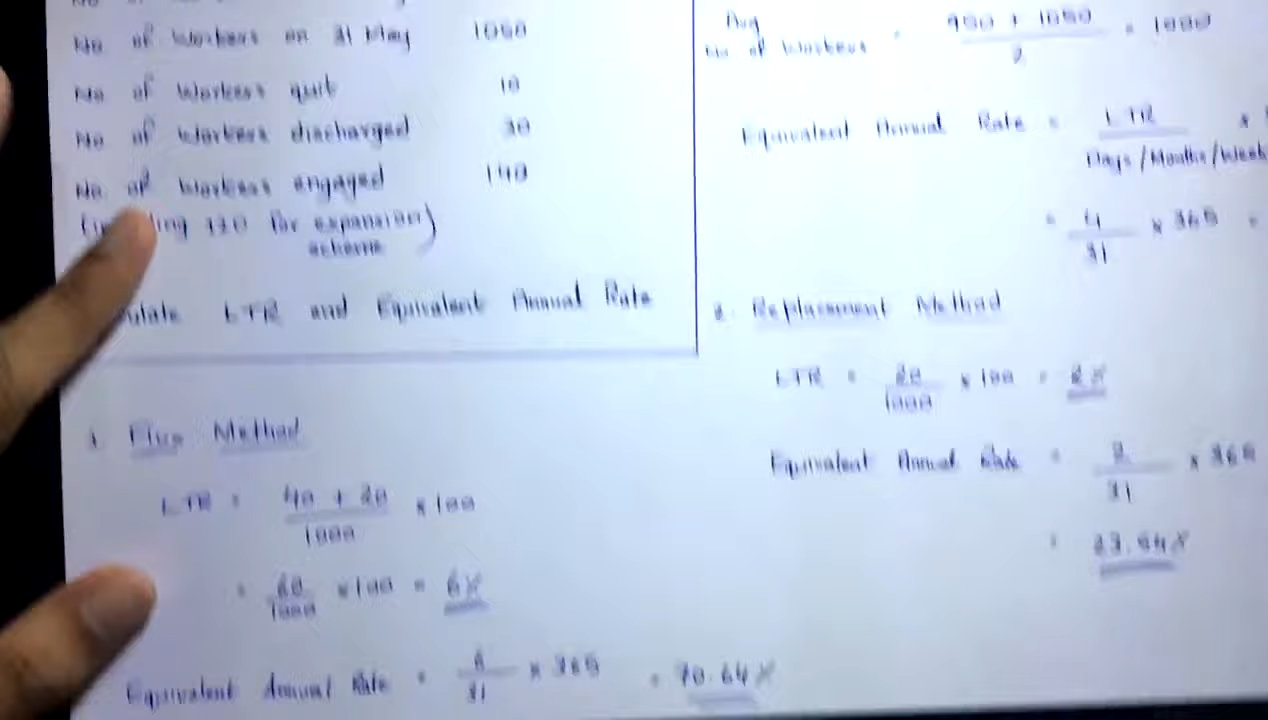 No. of Workers on 31 May 1050
No. of Workers quit 10
No. of Workers discharged 30
No. of Workers engaged 140
120 for expansion)
scheme
LTR and Equivalent Annual Rate
1. Flux Method
LTR = 40 + 20 / 1000 x 100
= 60 / 1000 x 100 = 6%
Equivalent Annual Rate = 6 / 31 x 365 = 70.64%
Avg
No of Workers = 950 + 1050 / 2 = 1000
Equivalent Annual Rate = LTR / Days/Months/Week x
= 4 / 31 x 365 =
2. Replacement Method
LTR = 20 / 1000 x 100 = 2%
Equivalent Annual Rate = 2 / 31 x 365
= 23.54%